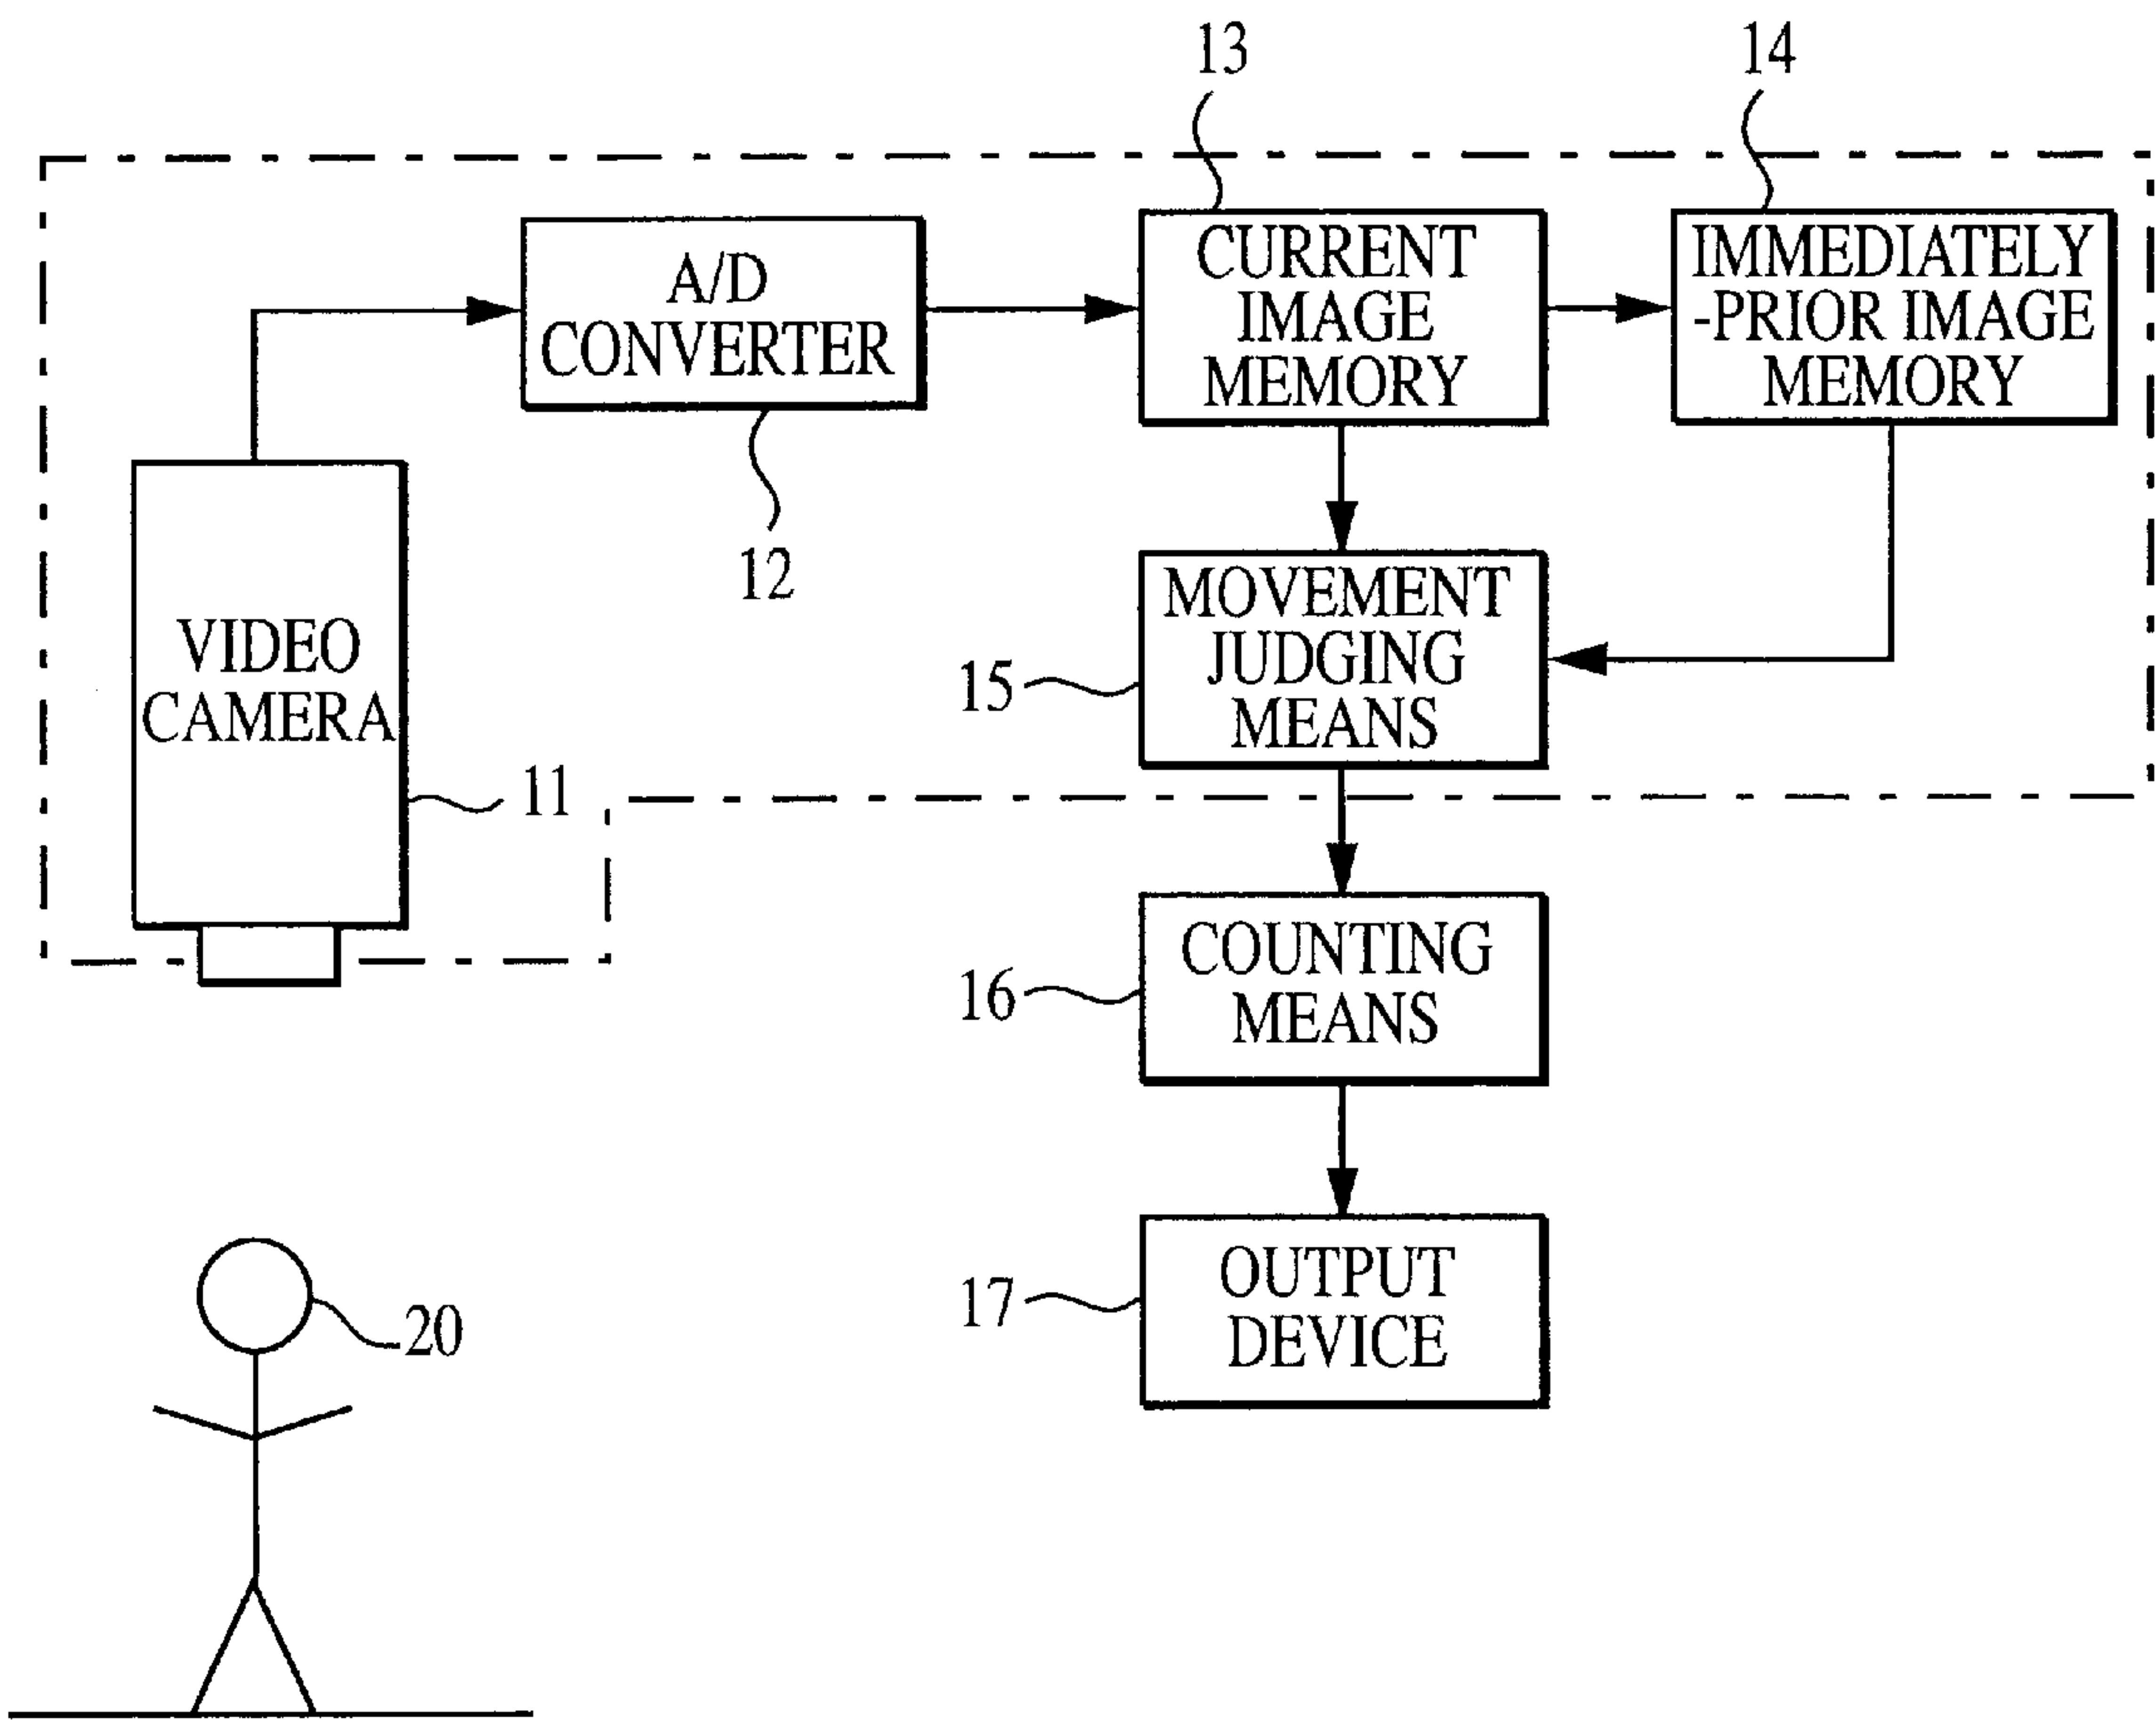 13
14
A/D
CONVERTER
CURRENT
IMAGE
MEMORY
IMMEDIATELY
-PRIOR IMAGE
MEMORY
12
VIDEO
CAMERA
11
MOVEMENT
JUDGING
MEANS
15
COUNTING
MEANS
16
OUTPUT
DEVICE
17
20